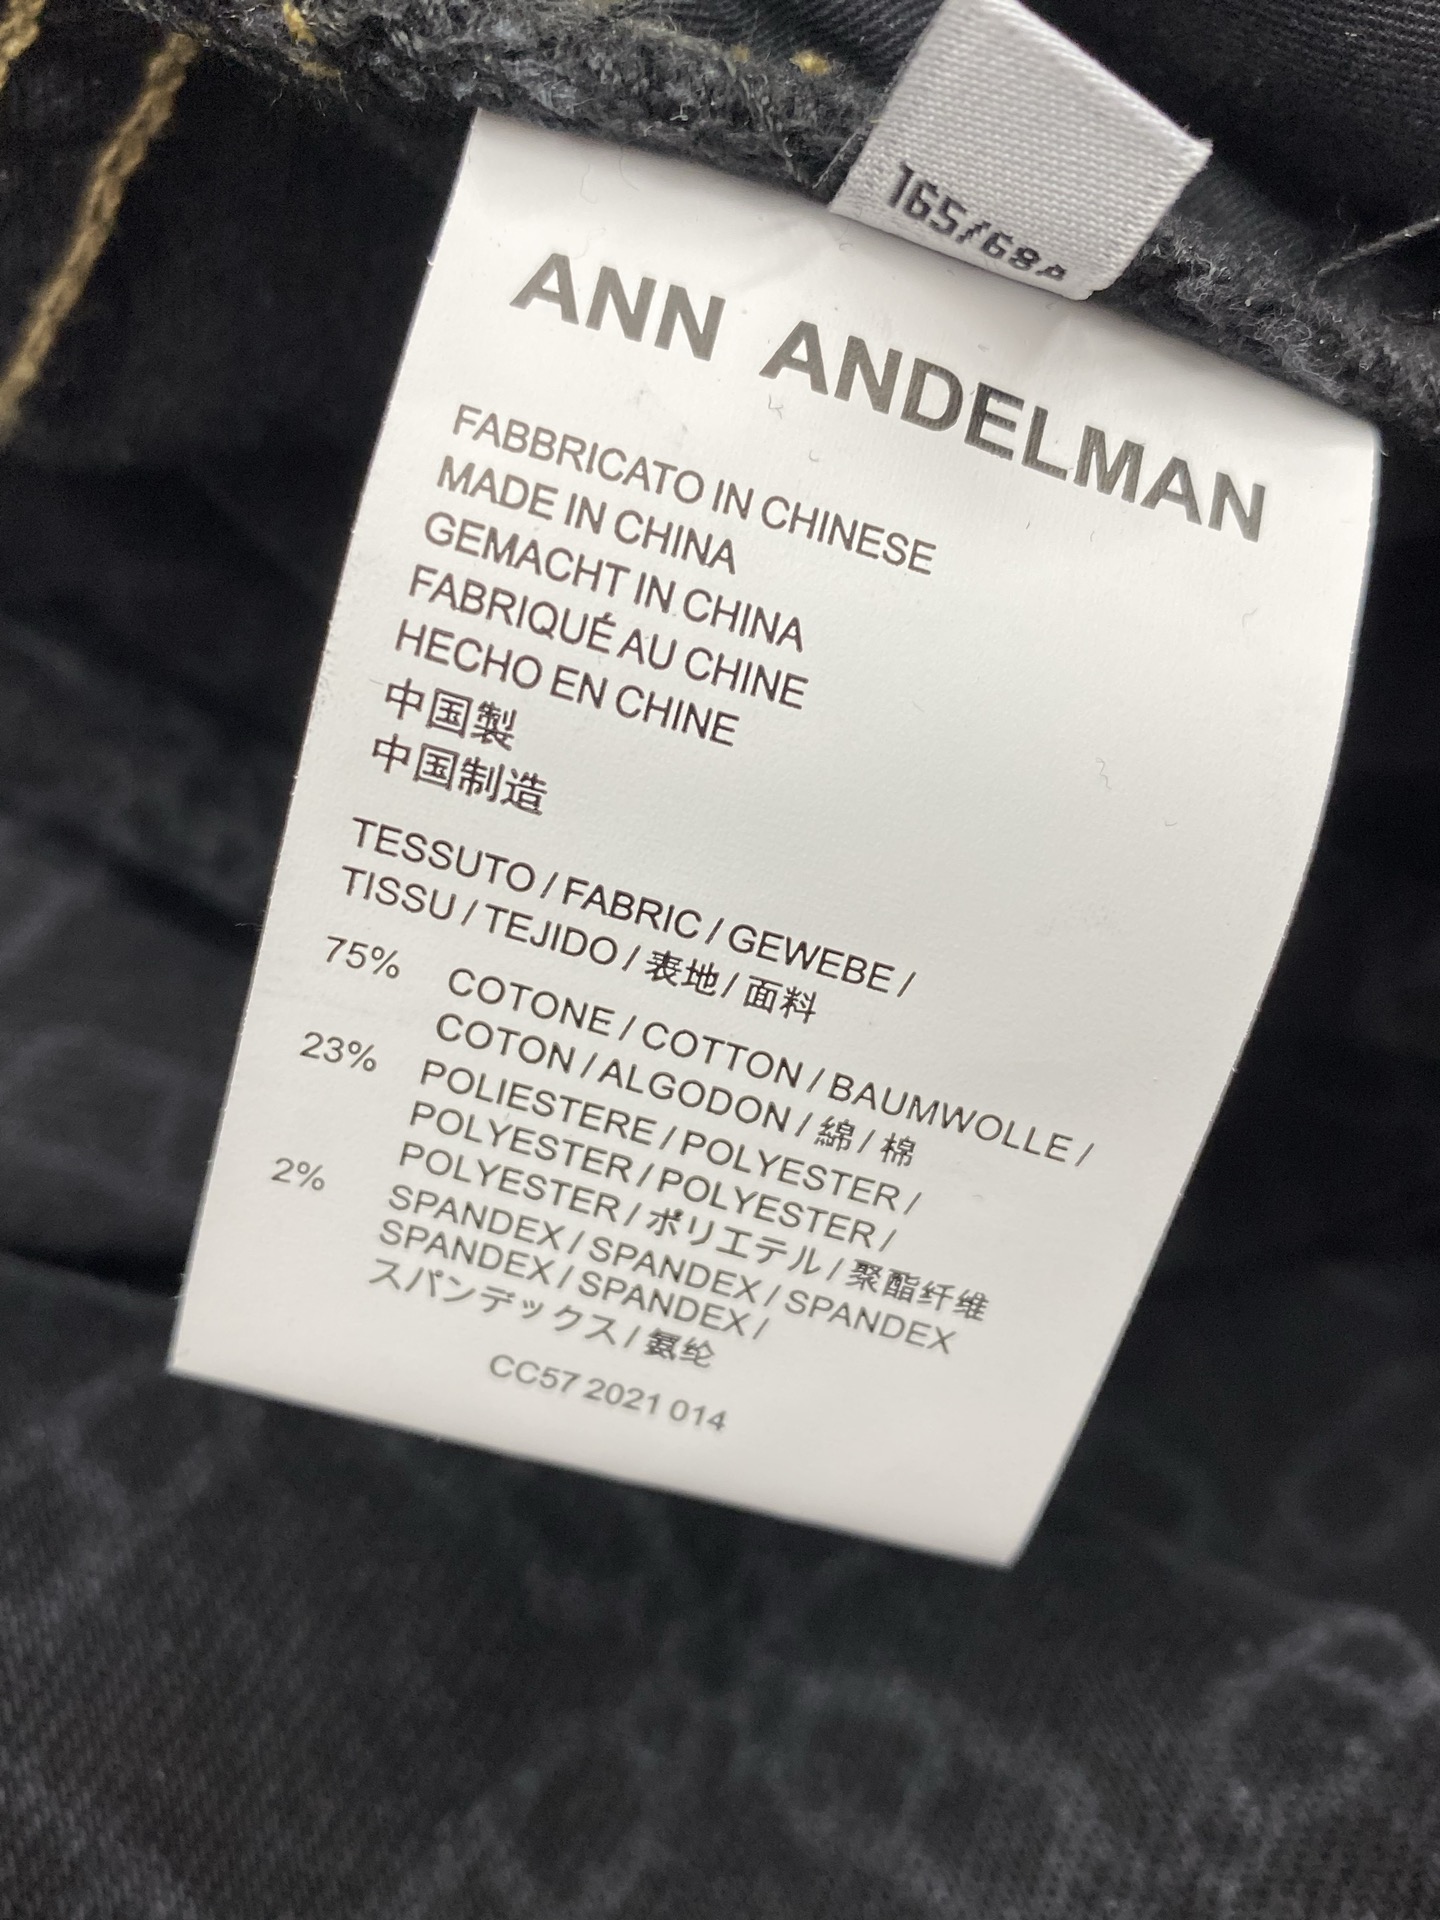 165/68A
ANN ANDELMAN
FABBRICATO IN CHINESE
MADE IN CHINA
GEMACHT IN CHINA
FABRIQUÉ AU CHINE
HECHO EN CHINE
中国製
中国制造
TESSUTO / FABRIC / GEWEBE /
TISSU / TEJIDO / 表地 / 面料
75% COTONE / COTTON / BAUMWOLLE /
COTON / ALGODON / 綿 / 棉
23% POLIESTERE / POLYESTER /
POLYESTER / POLYESTER /
POLYESTER / ポリエテル / 聚酯纤维
2% SPANDEX / SPANDEX / SPANDEX
SPANDEX / SPANDEX /
スパンデックス / 氨纶
CC57 2021 014